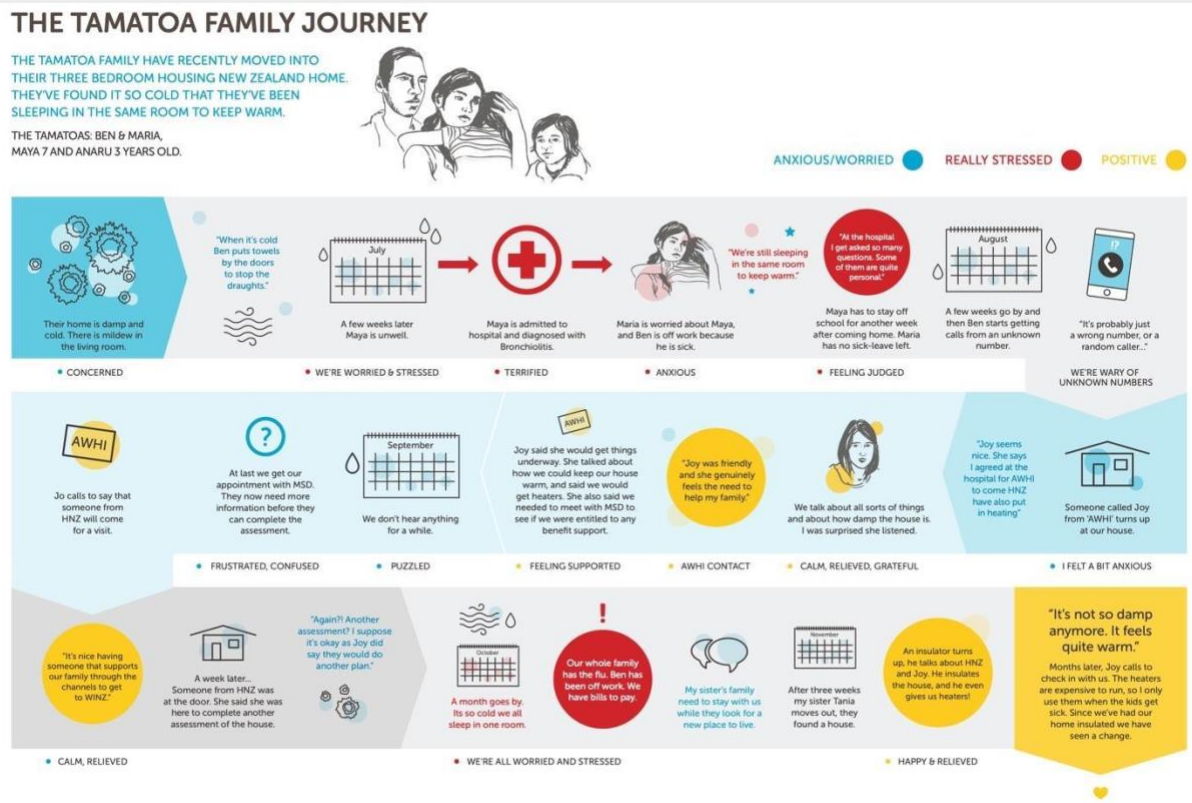 THE TAMATOA FAMILY JOURNEY
THE TAMATOA FAMILY HAVE RECENTLY MOVED INTO
THEIR THREE BEDROOM HOUSING NEW ZEALAND HOME.
THEY'VE FOUND IT SO COLD THAT THEY'VE BEEN
SLEEPING IN THE SAME ROOM TO KEEP WARM.
THE TAMATOAS: BEN & MARIA,
MAYA 7 AND ANARU 3 YEARS OLD.
ANXIOUS/WORRIED
REALLY STRESSED
POSITIVE
Their home is damp and
cold. There is mildew in
the living room.
CONCERNED
"When it's cold
Ben puts towels
by the doors
to stop the
draughts."
July
A few weeks later
Maya is unwell.
WE'RE WORRIED & STRESSED
Maya is admitted to
hospital and diagnosed with
Bronchiolitis.
TERRIFIED
Maria is worried about Maya,
and Ben is off work because
he is sick.
ANXIOUS
"We're still sleeping
in the same room
to keep warm."
"At the hospital
I get asked so many
questions. Some
of them are quite
personal."
Maya has to stay off
school for another week
after coming home. Maria
has no sick-leave left.
FEELING JUDGED
August
A few weeks go by and
then Ben starts getting
calls from an unknown
number.
!?
"It's probably just
a wrong number, or a
random caller..."
WE'RE WARY OF
UNKNOWN NUMBERS
Someone called Joy
from 'AWHI' turns up
at our house.
I FELT A BIT ANXIOUS
"Joy seems
nice. She says
I agreed at the
hospital for AWHI
to come HNZ
have also put
in heating"
We talk about all sorts of things
and about how damp the house is.
I was surprised she listened.
CALM, RELIEVED, GRATEFUL
"Joy was friendly
and she genuinely
feels the need to
help my family."
AWHI CONTACT
AWHI
Joy said she would get things
underway. She talked about
how we could keep our house
warm, and said we would
get heaters. She also said we
needed to meet with MSD to
see if we were entitled to any
benefit support.
FEELING SUPPORTED
September
We don't hear anything
for a while.
PUZZLED
?
At last we get our
appointment with MSD.
They now need more
information before they
can complete the
assessment.
FRUSTRATED, CONFUSED
AWHI
Jo calls to say that
someone from
HNZ will come
for a visit.
"It's nice having
someone that supports
our family through the
channels to get
to WINZ."
CALM, RELIEVED
A week later...
Someone from HNZ was
at the door. She said she was
here to complete another
assessment of the house.
"Again?! Another
assessment? I suppose
it's okay as Joy did
say they would do
another plan."
October
A month goes by.
Its so cold we all
sleep in one room.
WE'RE ALL WORRIED AND STRESSED
!
Our whole family
has the flu. Ben has
been off work. We
have bills to pay.
My sister's family
need to stay with us
while they look for a
new place to live.
November
After three weeks
my sister Tania
moves out, they
found a house.
An insulator turns
up, he talks about HNZ
and Joy. He insulates
the house, and he even
gives us heaters!
HAPPY & RELIEVED
"It's not so damp
anymore. It feels
quite warm."
Months later, Joy calls to
check in with us. The heaters
are expensive to run, so I only
use them when the kids get
sick. Since we've had our
home insulated we have
seen a change.